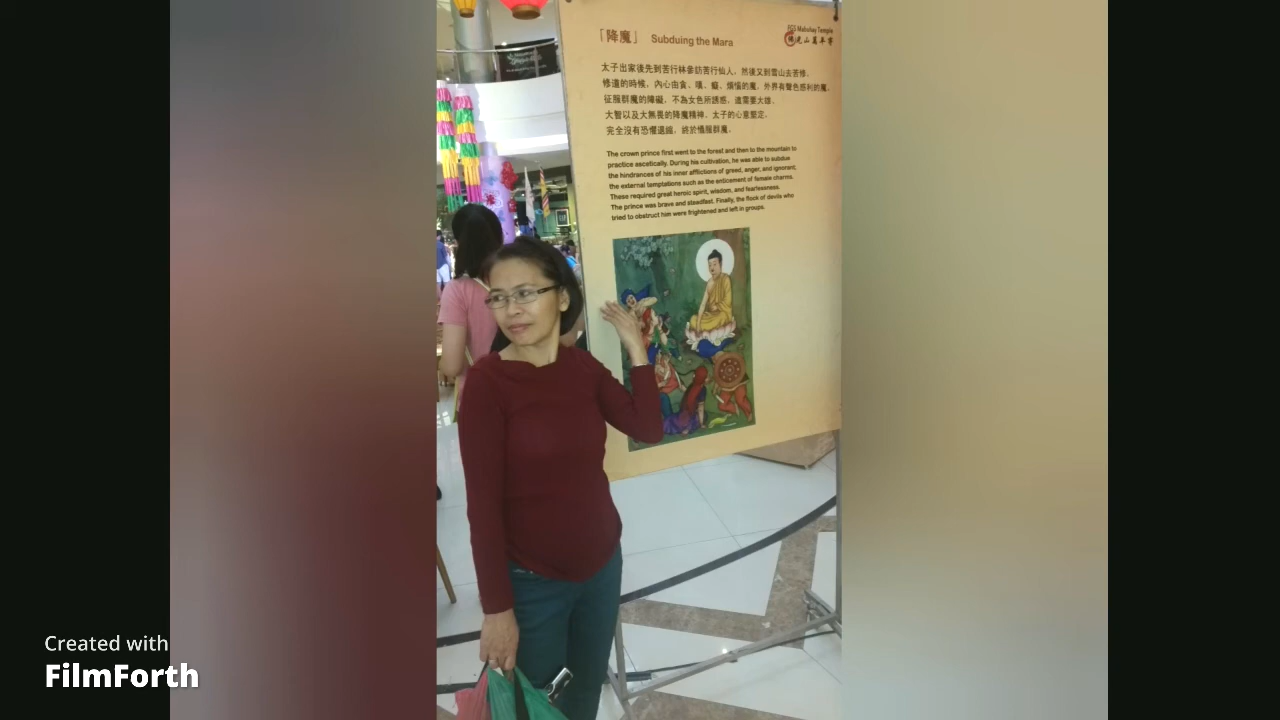 「降魔」 Subduing the Mara
FGS Mabuhay Temple
佛光山萬年寺
太子出家後先到苦行林參訪苦行仙人，然後又到雪山去苦修。
修道的時候，內心由貪、嗔、癡、煩惱的魔，外界有聲色惑利的魔，
征服群魔的障礙，不為女色所誘惑，這需要大雄、
大智以及大無畏的降魔精神。太子的心意堅定，
完全沒有恐懼退縮，終於懾服群魔。
The crown prince first went to the forest and then to the mountain to
practice escetically. During his cultivation, he was able to subdue
the hindrances of his inner afflictions of greed, anger, and ignorant,
the external temptations such as the enticement of female charms.
These required great heroic spirit, wisdom, and fearlessness.
The prince was brave and steadfast. Finally, the flock of devils who
tried to obstruct him were frightened and left in groups.
Created with
FilmForth